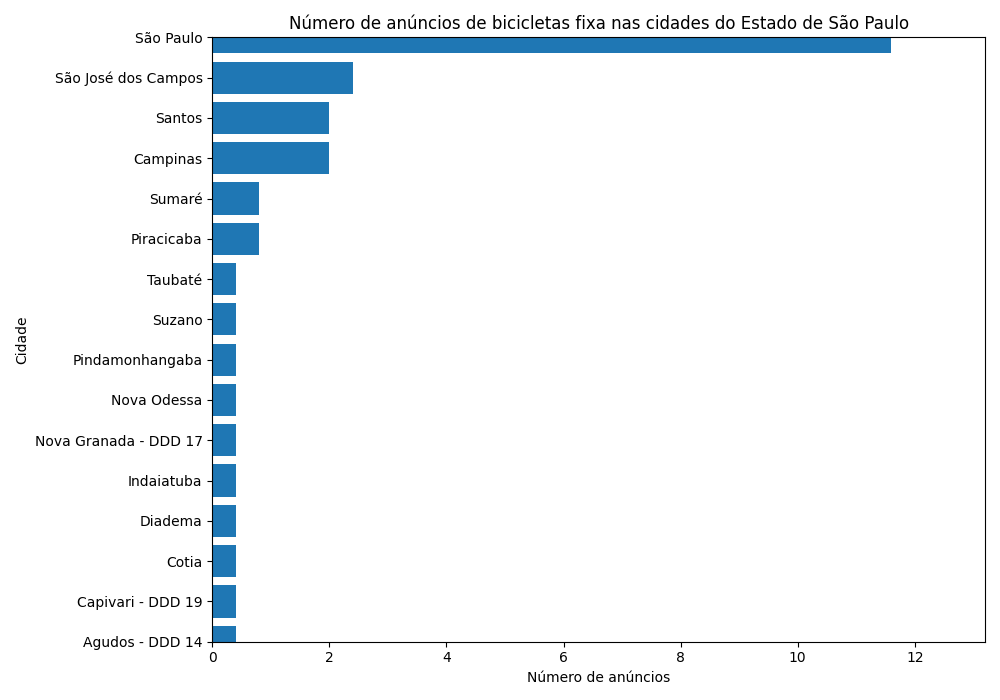 Número de anúncios de bicicletas fixa nas cidades do Estado de São Paulo
São Paulo
São José dos Campos
Santos
Campinas
Sumaré
Piracicaba
Taubaté
Suzano
Pindamonhangaba
Nova Odessa
Nova Granada - DDD 17
Indaiatuba
Diadema
Cotia
Capivari - DDD 19
Agudos - DDD 14
Cidade
0 2 4 6 8 10 12
Número de anúncios